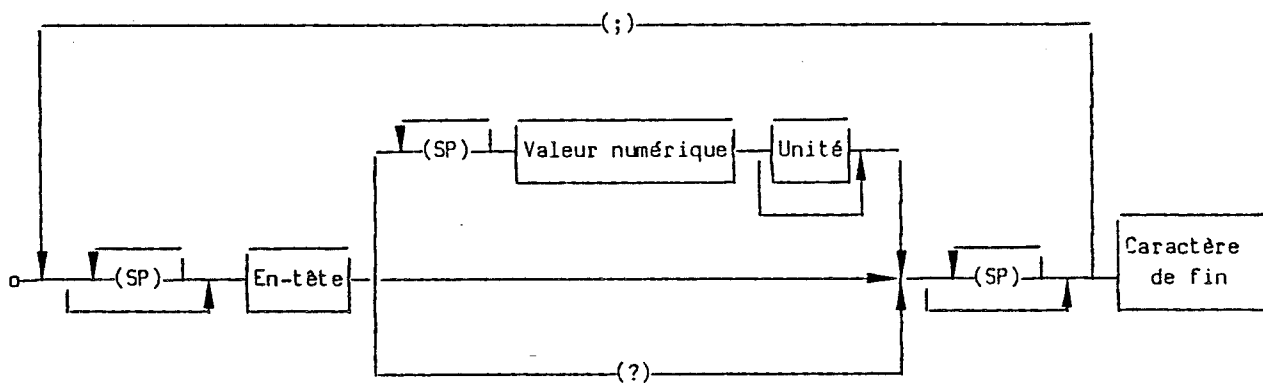 (;)
(SP) Valeur numérique Unité
(SP) En-tête (SP) Caractère
de fin
(?)